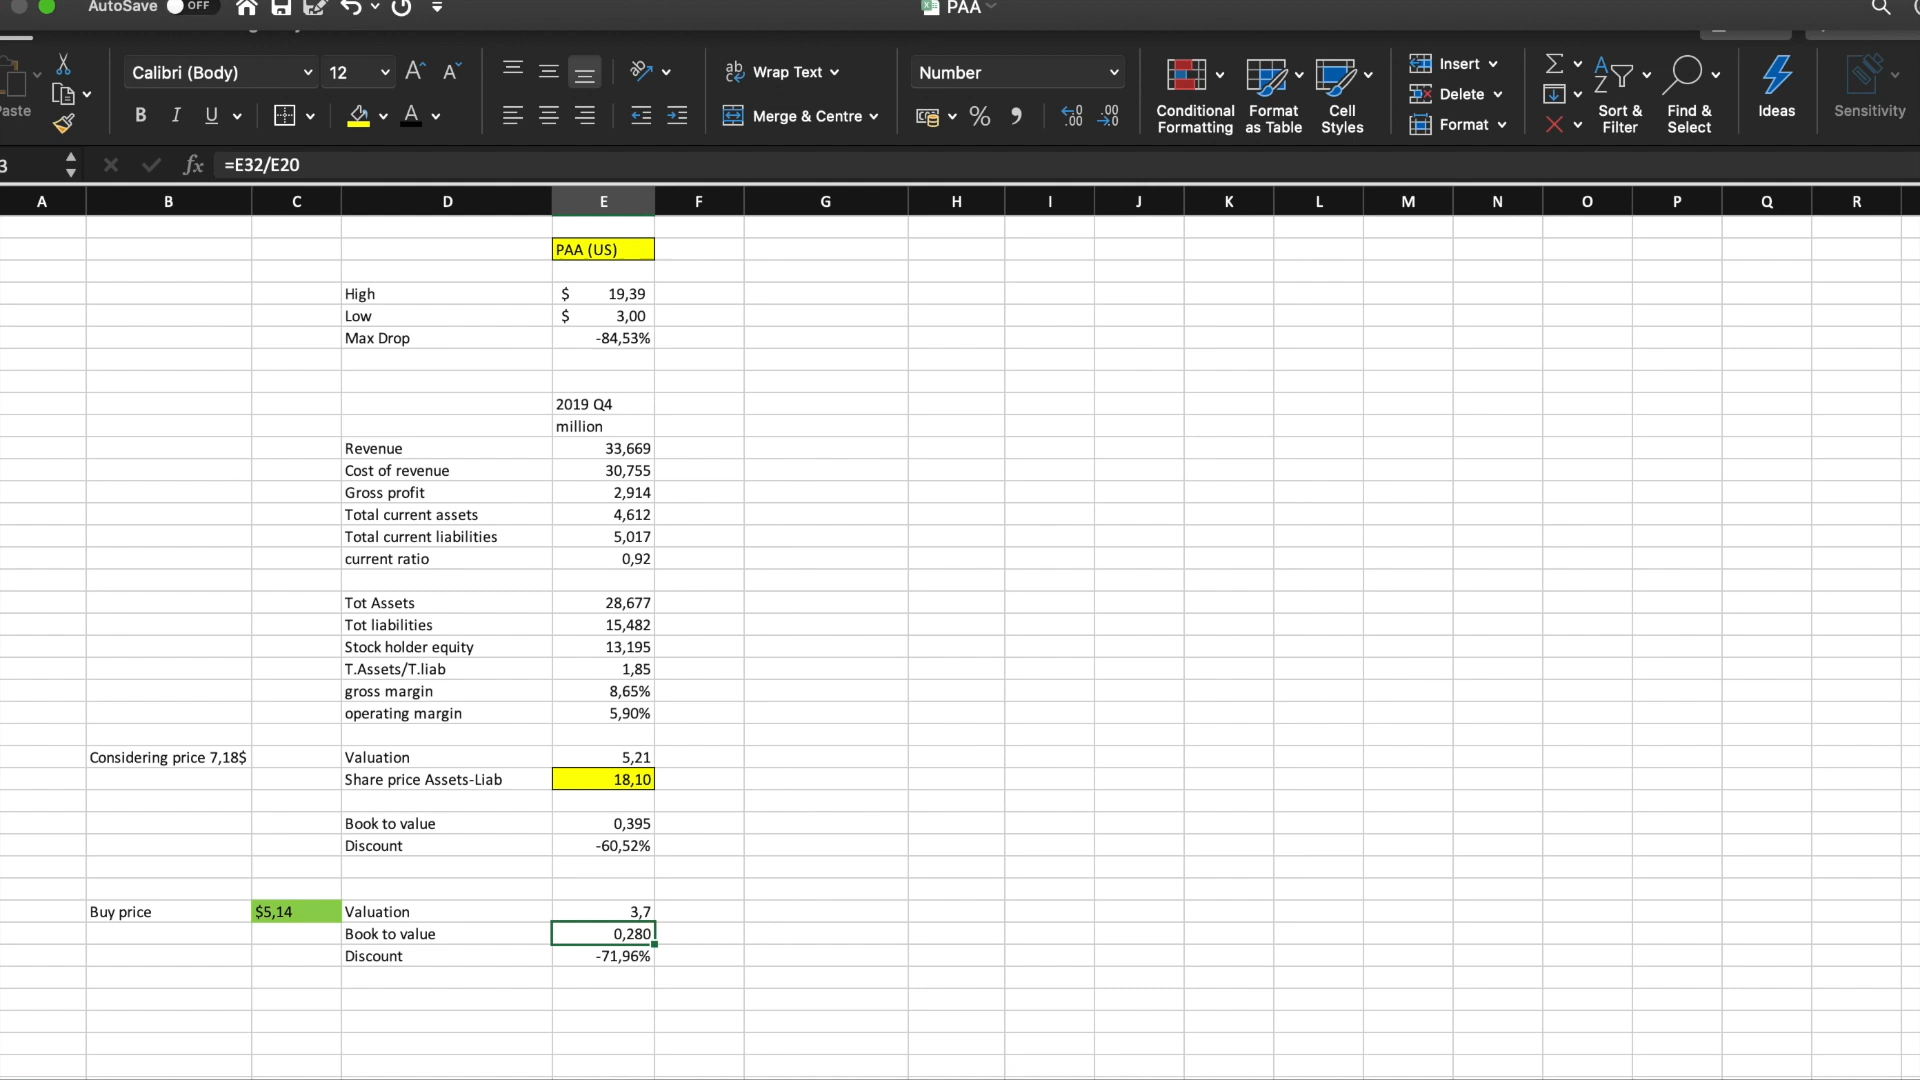 AutoSave OFF PAA
Calibri (Body) 12 Wrap Text Number Insert
Delete
Conditional Formatting Format as Table Cell Styles Sort & Filter Find & Select Ideas Sensitivity
B I U Merge & Centre % Format
3 fx =E32/E20
A B C D E F G H I J K L M N O P Q R
PAA (US)
High $ 19,39
Low $ 3,00
Max Drop -84,53%
2019 Q4
million
Revenue 33,669
Cost of revenue 30,755
Gross profit 2,914
Total current assets 4,612
Total current liabilities 5,017
current ratio 0,92
Tot Assets 28,677
Tot liabilities 15,482
Stock holder equity 13,195
T.Assets/T.liab 1,85
gross margin 8,65%
operating margin 5,90%
Considering price 7,18$ Valuation 5,21
Share price Assets-Liab 18,10
Book to value 0,395
Discount -60,52%
Buy price $5,14 Valuation 3,7
Book to value 0,280
Discount -71,96%